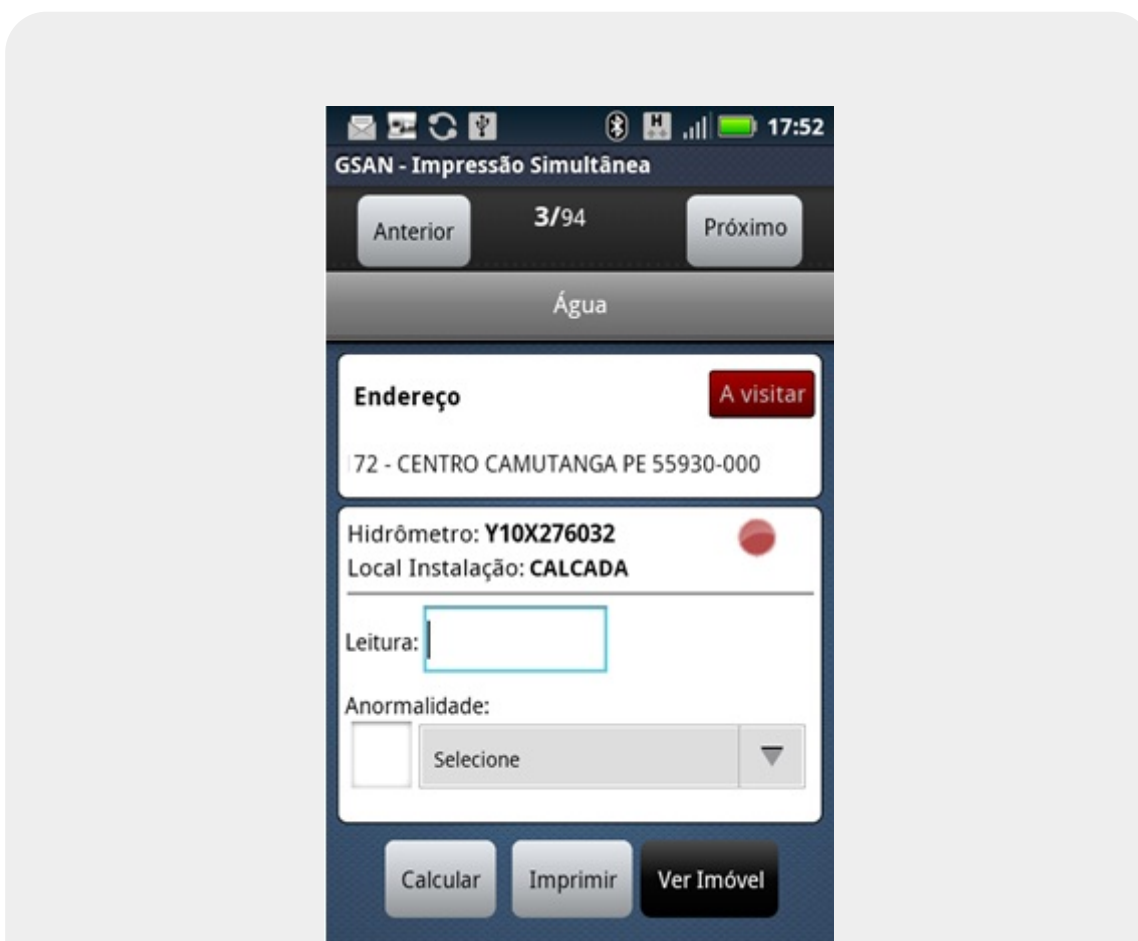 17:52
GSAN - Impressão Simultânea
Anterior 3/94 Próximo
Água
Endereço A visitar
72 - CENTRO CAMUTANGA PE 55930-000
Hidrômetro: Y10X276032
Local Instalação: CALCADA
Leitura:
Anormalidade:
Selecione
Calcular Imprimir Ver Imóvel